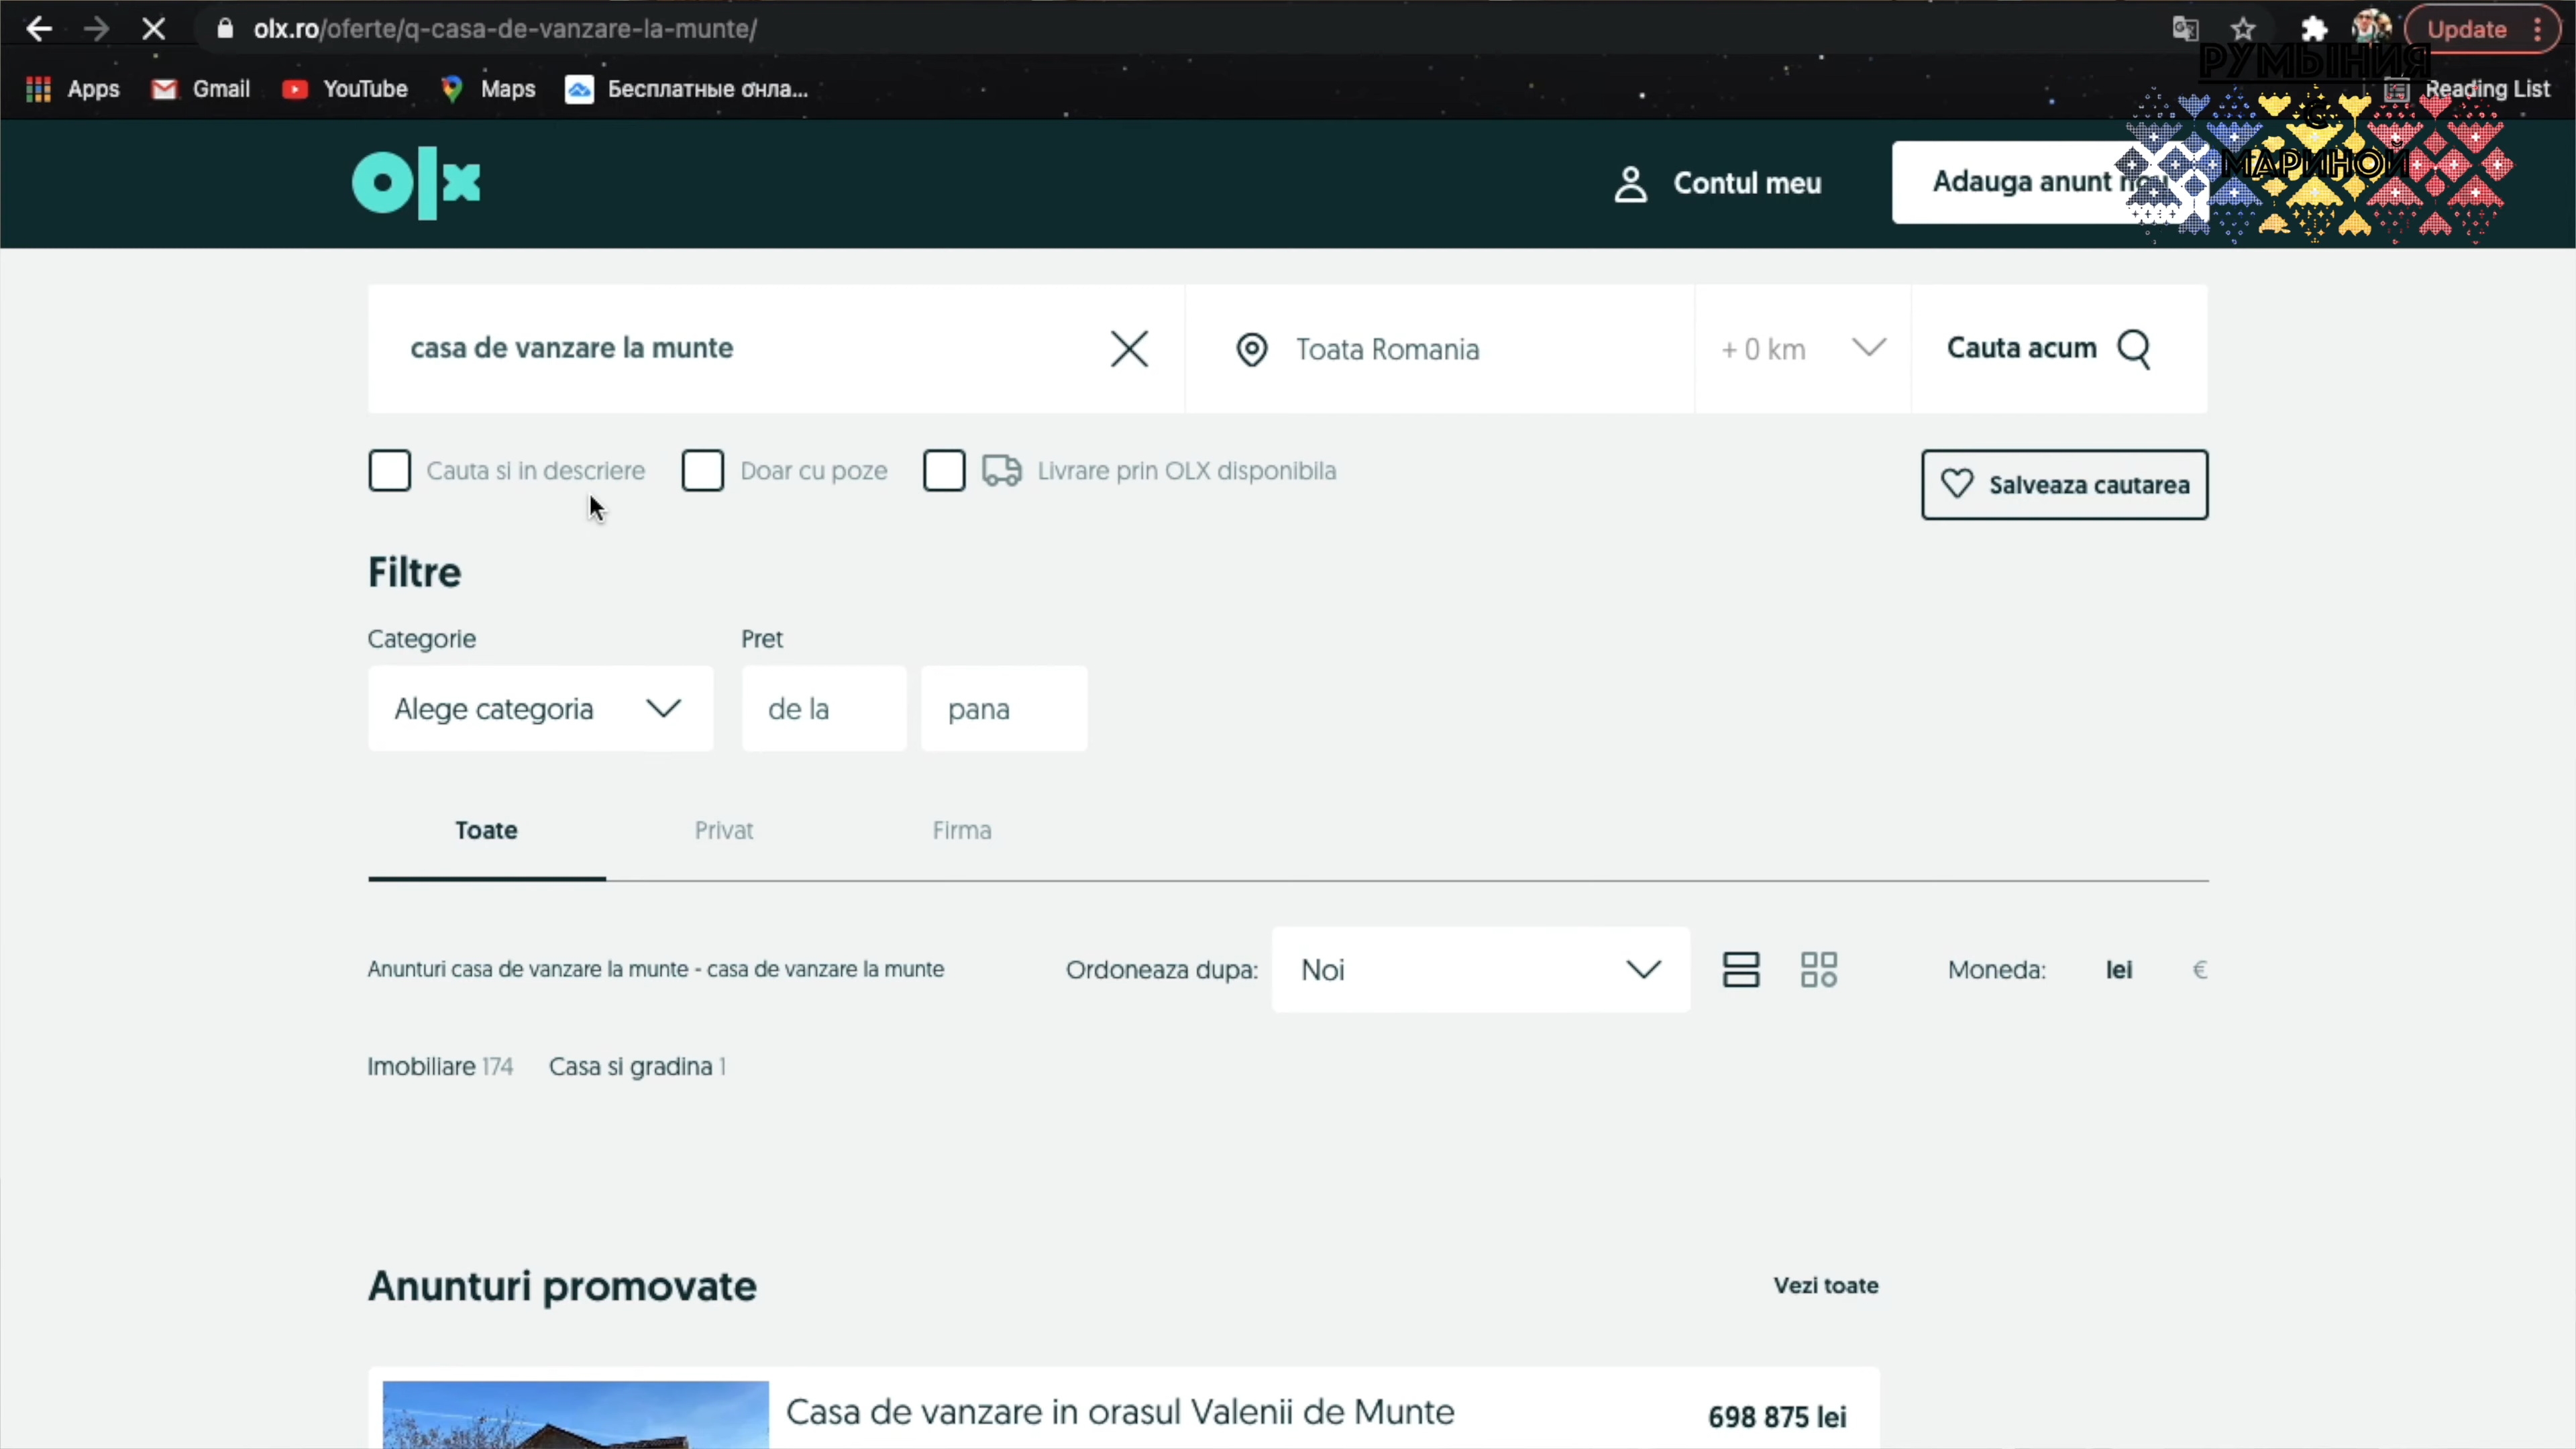 olx.ro/oferte/q-casa-de-vanzare-la-munte/
Update
РУМЫНИЯ
Apps
Gmail
YouTube
Maps
Бесплатные онла...
Reading List
С
МАРИНОЙ
olx
Contul meu
Adauga anunt
casa de vanzare la munte
Toata Romania
+ 0 km
Cauta acum
Cauta si in descriere
Doar cu poze
Livrare prin OLX disponibila
Salveaza cautarea
Filtre
Categorie
Pret
Alege categoria
de la
pana
Toate
Privat
Firma
Anunturi casa de vanzare la munte - casa de vanzare la munte
Ordoneaza dupa:
Noi
Moneda:
lei
€
Imobiliare 174
Casa si gradina 1
Anunturi promovate
Vezi toate
Casa de vanzare in orasul Valenii de Munte
698 875 lei